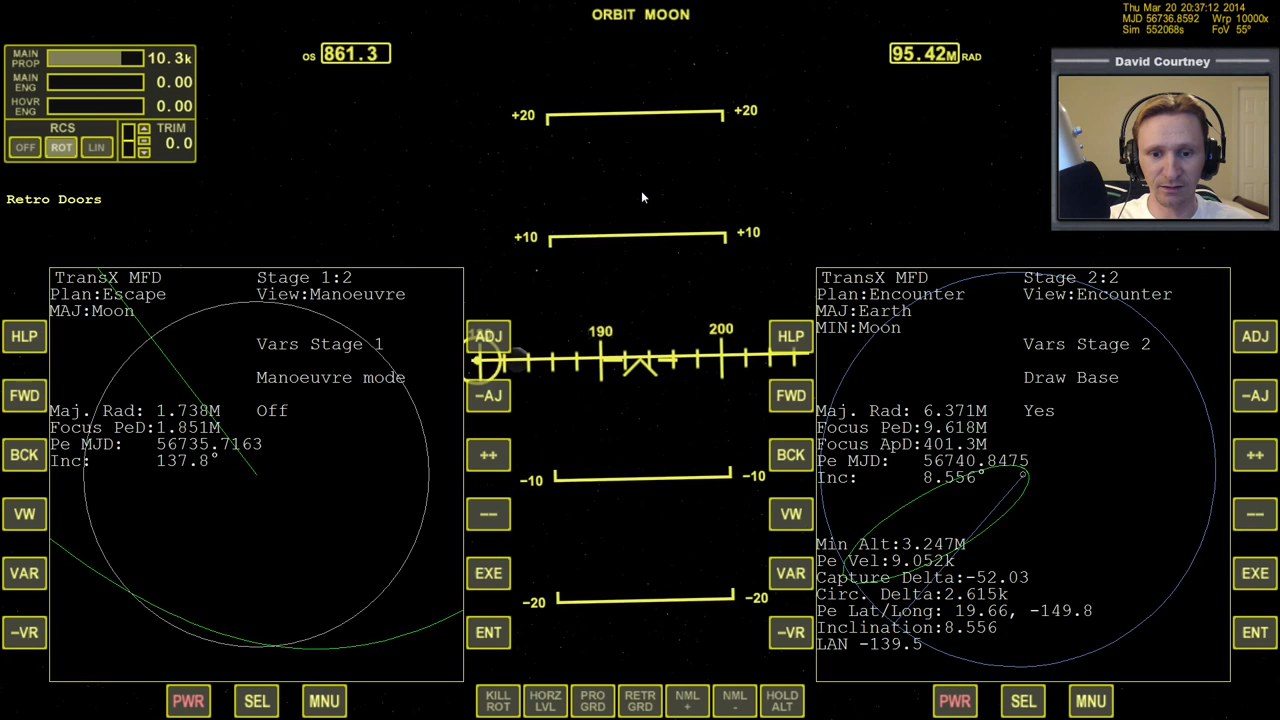 ORBIT MOON
Thu Mar 20 20:37:12 2014
MJD 56736.8592 Wrp 10000x
Sim 552068s FoV 55°
MAIN PROP 10.3k
MAIN ENG 0.00
HOVR ENG 0.00
RCS TRIM
OFF ROT LIN 0.0
OS 861.3
95.42M RAD
David Courtney
Retro Doors
+20 +20
+10 +10
190 200
-10 -10
-20 -20
TransX MFD Stage 1:2
Plan:Escape View:Manoeuvre
MAJ:Moon
Vars Stage 1
Manoeuvre mode
Maj. Rad: 1.738M Off
Focus PeD:1.851M
Pe MJD: 56735.7163
Inc: 137.8°
HLP
FWD
BCK
VW
VAR
-VR
ADJ
-AJ
++
--
EXE
ENT
PWR SEL MNU
KILL ROT
HORZ LVL
PRO GRD
RETR GRD
NML +
NML -
HOLD ALT
TransX MFD Stage 2:2
Plan:Encounter View:Encounter
MAJ:Earth
MIN:Moon
Vars Stage 2
Draw Base
Maj. Rad: 6.371M Yes
Focus PeD:9.618M
Focus ApD:401.3M
Pe MJD: 56740.8475
Inc: 8.556°
Min Alt:3.247M
Pe Vel:9.052k
Capture Delta:-52.03
Circ. Delta:2.615k
Pe Lat/Long: 19.66, -149.8
Inclination:8.556
LAN -139.5
HLP
FWD
BCK
VW
VAR
-VR
ADJ
-AJ
++
--
EXE
ENT
PWR SEL MNU